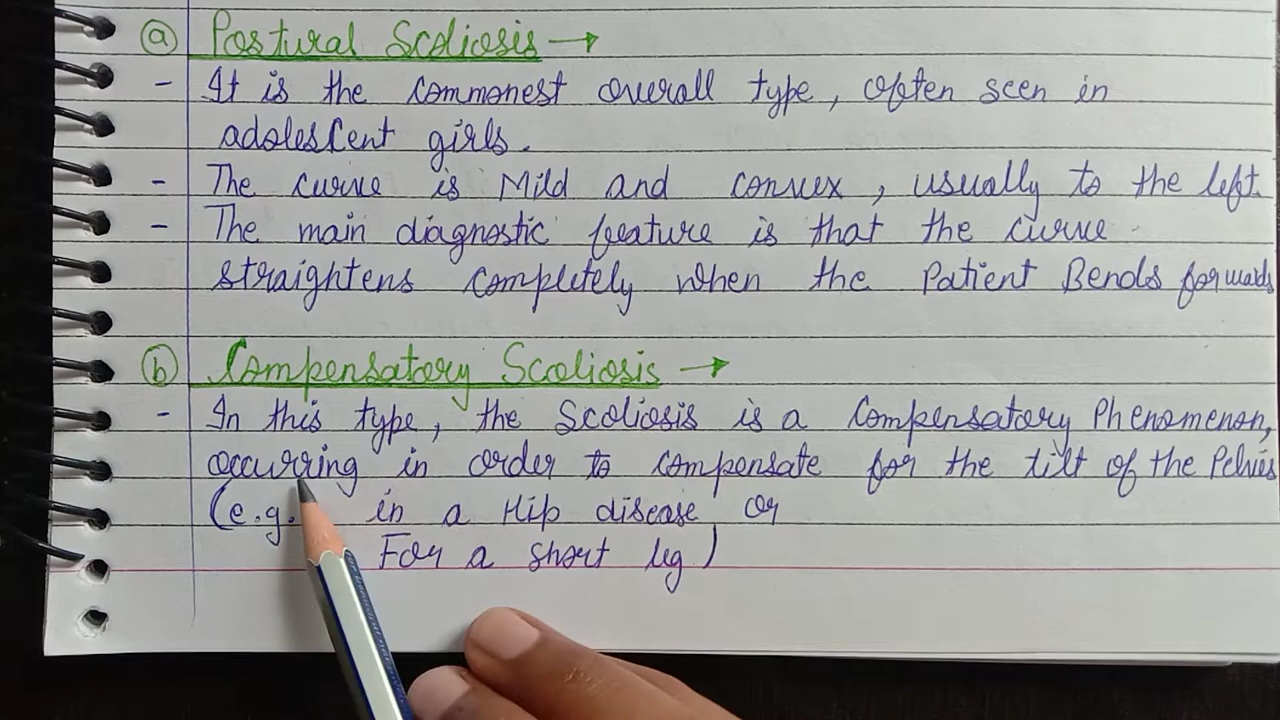 ⓐ Postural Scoliosis →
- It is the commonest overall type, often seen in
adolescent girls.
- The curve is Mild and convex, usually to the left.
- The main diagnostic feature is that the curve
straightens completely when the Patient Bends forwards
ⓑ Compensatory Scoliosis →
- In this type, the Scoliosis is a Compensatory Phenomenon,
occurring in order to compensate for the tilt of the Pelvis
(e.g. in a Hip disease or
For a short leg)